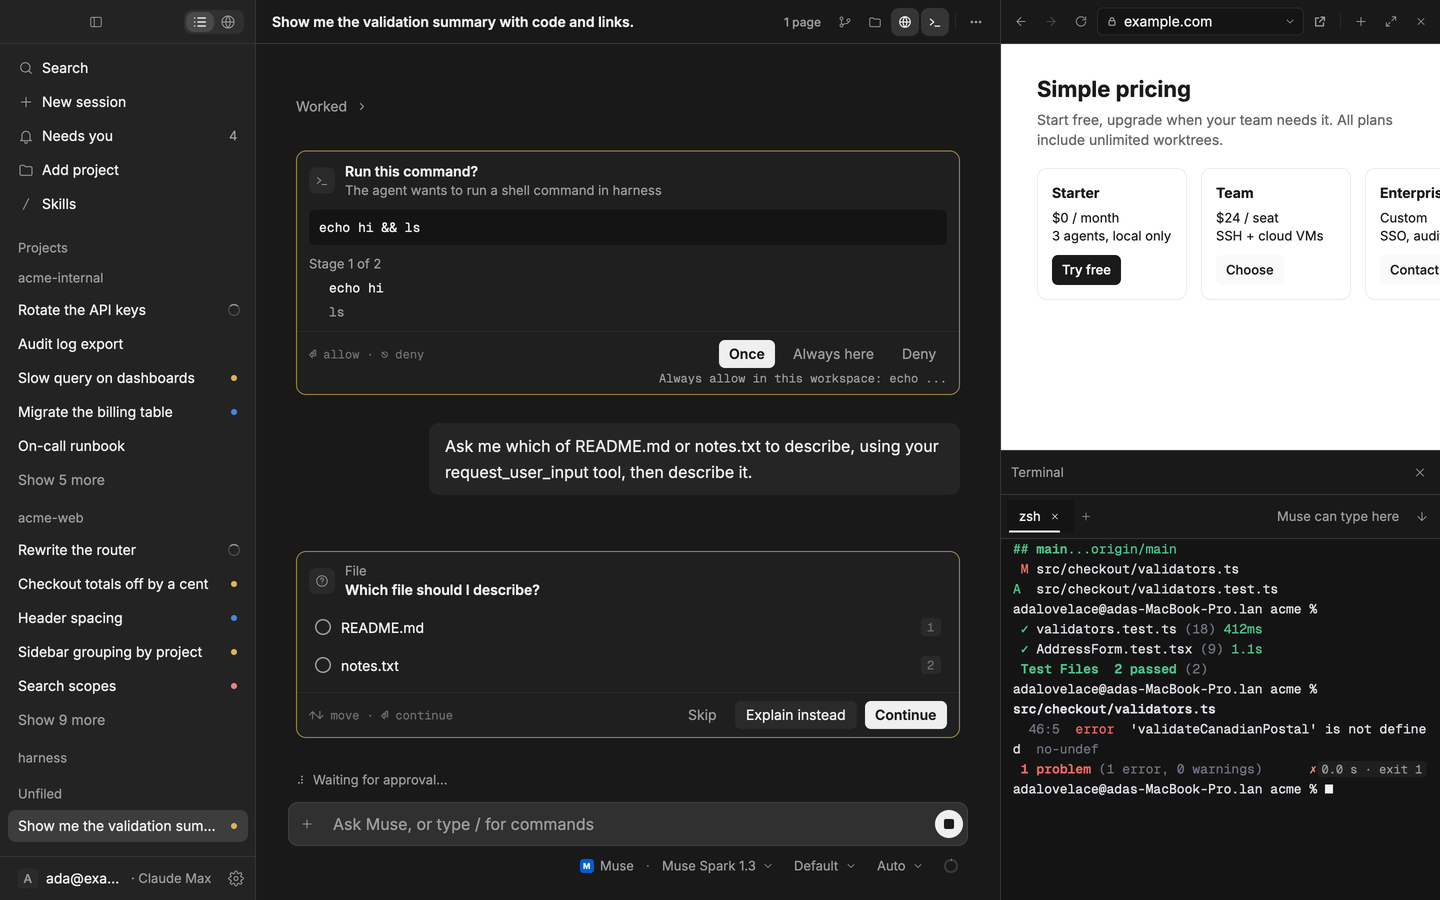 Search
New session
Needs you 4
Add project
Skills
Projects
acme-internal
Rotate the API keys
Audit log export
Slow query on dashboards
Migrate the billing table
On-call runbook
Show 5 more
acme-web
Rewrite the router
Checkout totals off by a cent
Header spacing
Sidebar grouping by project
Search scopes
Show 9 more
harness
Unfiled
Show me the validation sum...
A ada@exa... · Claude Max
Show me the validation summary with code and links.
1 page
Worked
Run this command?
The agent wants to run a shell command in harness
echo hi && ls
Stage 1 of 2
echo hi
ls
allow · deny
Once Always here Deny
Always allow in this workspace: echo ...
Ask me which of README.md or notes.txt to describe, using your
request_user_input tool, then describe it.
File
Which file should I describe?
README.md 1
notes.txt 2
move · continue
Skip Explain instead Continue
Waiting for approval...
Ask Muse, or type / for commands
M Muse · Muse Spark 1.3 Default Auto
example.com
Simple pricing
Start free, upgrade when your team needs it. All plans
include unlimited worktrees.
Starter
$0 / month
3 agents, local only
Try free
Team
$24 / seat
SSH + cloud VMs
Choose
Enterpris
Custom
SSO, audi
Contact
Terminal
zsh
Muse can type here
## main...origin/main
M src/checkout/validators.ts
A src/checkout/validators.test.ts
adalovelace@adas-MacBook-Pro.lan acme %
✓ validators.test.ts (18) 412ms
✓ AddressForm.test.tsx (9) 1.1s
Test Files 2 passed (2)
adalovelace@adas-MacBook-Pro.lan acme %
src/checkout/validators.ts
46:5 error 'validateCanadianPostal' is not define
d no-undef
1 problem (1 error, 0 warnings) ✗ 0.0 s · exit 1
adalovelace@adas-MacBook-Pro.lan acme %